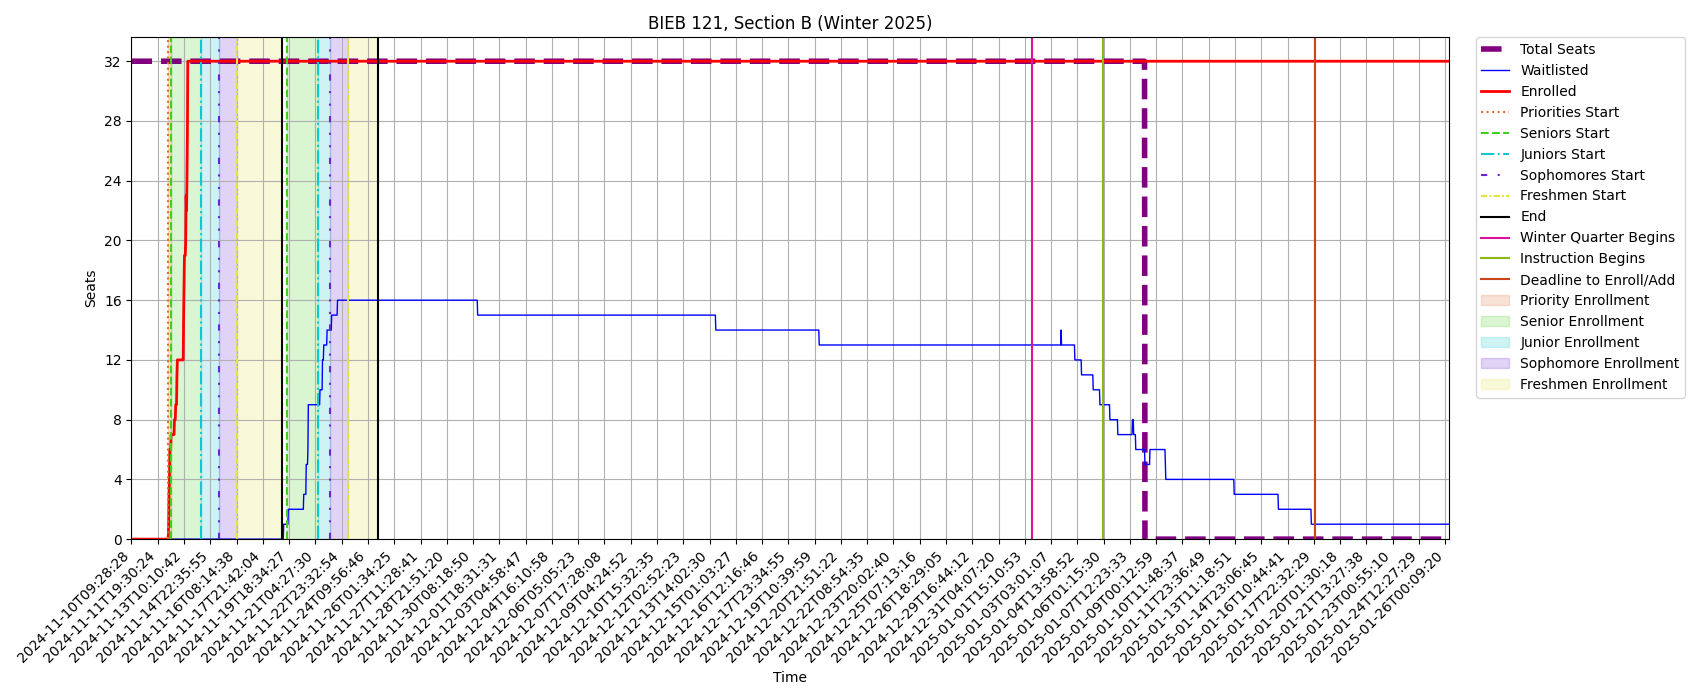 BIEB 121, Section B (Winter 2025)
Seats
32
28
24
20
16
12
8
4
0
2024-11-10T09:28:28
2024-11-11T19:30:24
2024-11-13T10:10:42
2024-11-14T22:35:55
2024-11-16T08:14:38
2024-11-17T21:42:04
2024-11-19T18:34:27
2024-11-21T04:27:30
2024-11-22T23:32:54
2024-11-24T09:56:46
2024-11-26T01:34:25
2024-11-27T11:28:41
2024-11-28T21:51:20
2024-11-30T08:18:50
2024-12-01T18:31:31
2024-12-03T04:58:47
2024-12-04T16:10:58
2024-12-06T05:05:23
2024-12-07T17:28:08
2024-12-09T04:24:52
2024-12-10T15:32:35
2024-12-12T02:52:23
2024-12-13T14:02:30
2024-12-15T01:03:27
2024-12-16T12:16:46
2024-12-17T23:34:55
2024-12-19T10:39:59
2024-12-20T21:51:22
2024-12-22T08:54:35
2024-12-23T20:02:40
2024-12-25T07:13:16
2024-12-26T18:29:05
2024-12-29T16:44:12
2024-12-31T04:07:20
2025-01-01T15:10:53
2025-01-03T03:01:07
2025-01-04T13:58:52
2025-01-06T01:15:30
2025-01-07T12:23:33
2025-01-09T00:12:59
2025-01-10T11:48:37
2025-01-11T23:36:49
2025-01-13T11:18:51
2025-01-14T23:06:45
2025-01-16T10:44:41
2025-01-17T22:32:29
2025-01-20T01:30:18
2025-01-21T13:27:38
2025-01-23T00:55:10
2025-01-24T12:27:29
2025-01-26T00:09:20
Time
Total Seats
Waitlisted
Enrolled
Priorities Start
Seniors Start
Juniors Start
Sophomores Start
Freshmen Start
End
Winter Quarter Begins
Instruction Begins
Deadline to Enroll/Add
Priority Enrollment
Senior Enrollment
Junior Enrollment
Sophomore Enrollment
Freshmen Enrollment